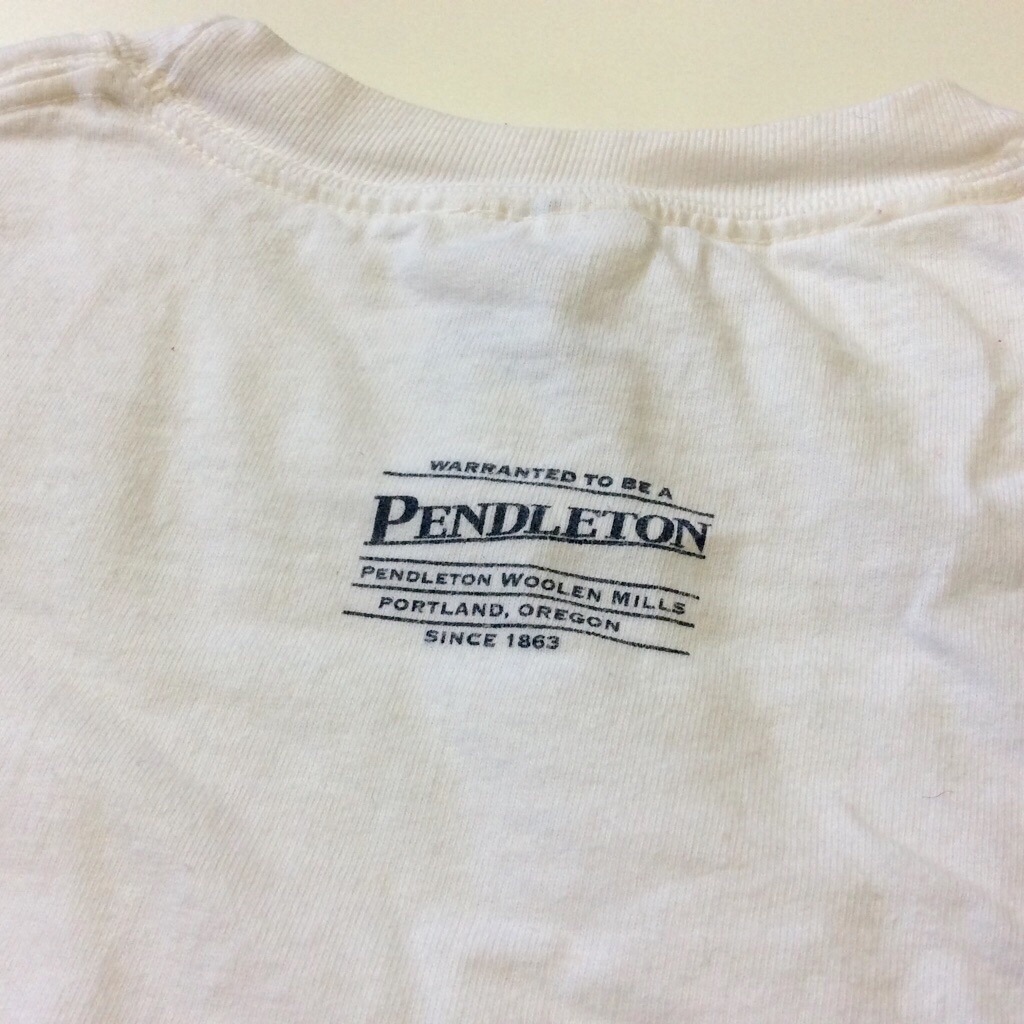 WARRANTED TO BE A
PENDLETON
PENDLETON WOOLEN MILLS
PORTLAND, OREGON
SINCE 1863